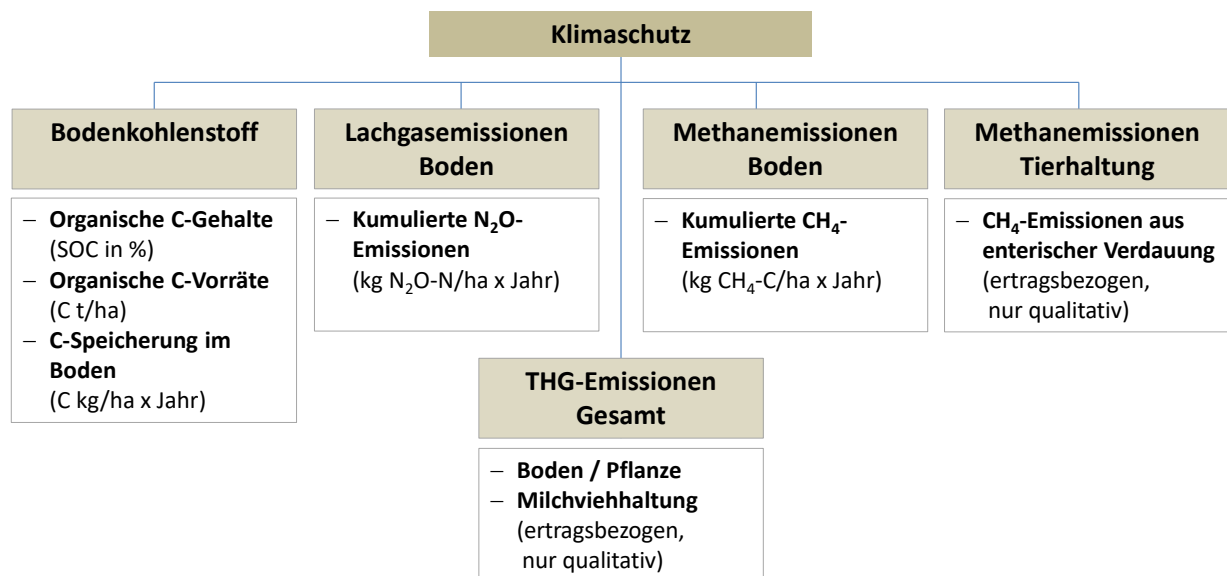 Klimaschutz
Bodenkohlenstoff
– Organische C-Gehalte
(SOC in %)
– Organische C-Vorräte
(C t/ha)
– C-Speicherung im
Boden
(C kg/ha x Jahr)
Lachgasemissionen
Boden
– Kumulierte N₂O-
Emissionen
(kg N₂O-N/ha x Jahr)
Methanemissionen
Boden
– Kumulierte CH₄-
Emissionen
(kg CH₄-C/ha x Jahr)
Methanemissionen
Tierhaltung
– CH₄-Emissionen aus
enterischer Verdauung
(ertragsbezogen,
nur qualitativ)
THG-Emissionen
Gesamt
– Boden / Pflanze
– Milchviehhaltung
(ertragsbezogen,
nur qualitativ)